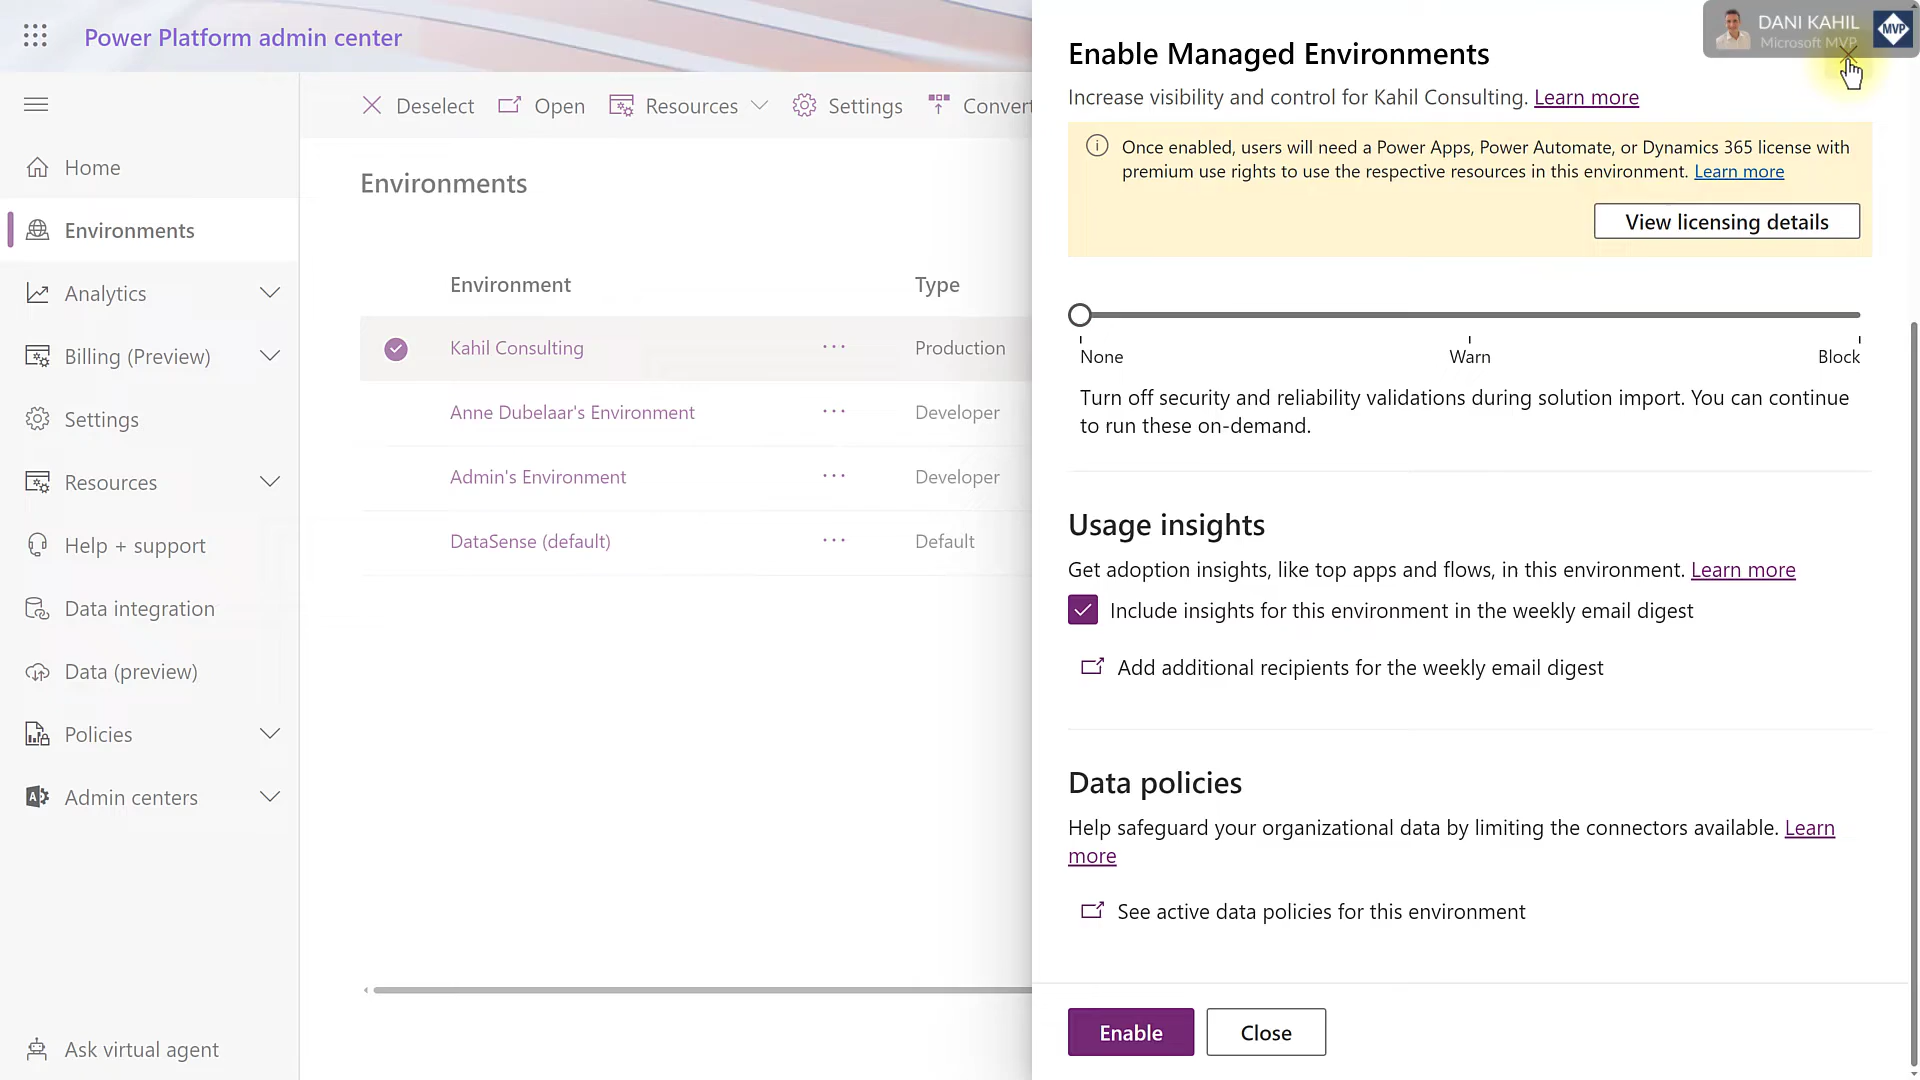 Power Platform admin center
DANI KAHIL
Microsoft MVP
MVP
Home
Environments
Analytics
Billing (Preview)
Settings
Resources
Help + support
Data integration
Data (preview)
Policies
Admin centers
Ask virtual agent
Deselect
Open
Resources
Settings
Convert
Environments
Environment Type
Kahil Consulting ... Production
Anne Dubelaar's Environment ... Developer
Admin's Environment ... Developer
DataSense (default) ... Default
Enable Managed Environments
Increase visibility and control for Kahil Consulting. Learn more
Once enabled, users will need a Power Apps, Power Automate, or Dynamics 365 license with
premium use rights to use the respective resources in this environment. Learn more
View licensing details
None Warn Block
Turn off security and reliability validations during solution import. You can continue
to run these on-demand.
Usage insights
Get adoption insights, like top apps and flows, in this environment. Learn more
Include insights for this environment in the weekly email digest
Add additional recipients for the weekly email digest
Data policies
Help safeguard your organizational data by limiting the connectors available. Learn
more
See active data policies for this environment
Enable
Close